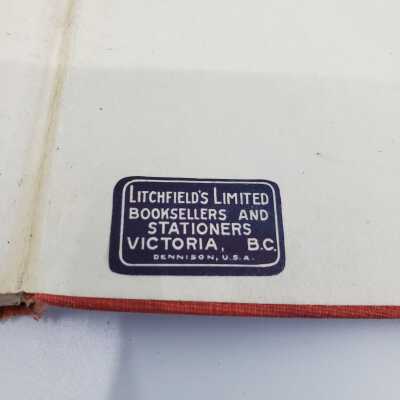 LITCHFIELD'S LIMITED
BOOKSELLERS AND
STATIONERS
VICTORIA, B.C.
DENNISON, U.S.A.